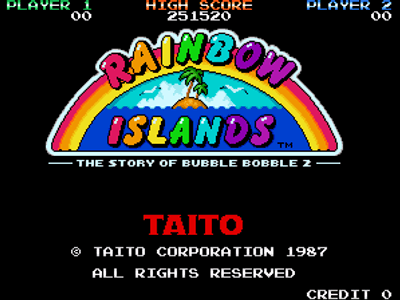 PLAYER 1 HIGH SCORE PLAYER 2
00 251520 00
RAINBOW
ISLANDS TM
THE STORY OF BUBBLE BOBBLE 2
TAITO
© TAITO CORPORATION 1987
ALL RIGHTS RESERVED
CREDIT 0